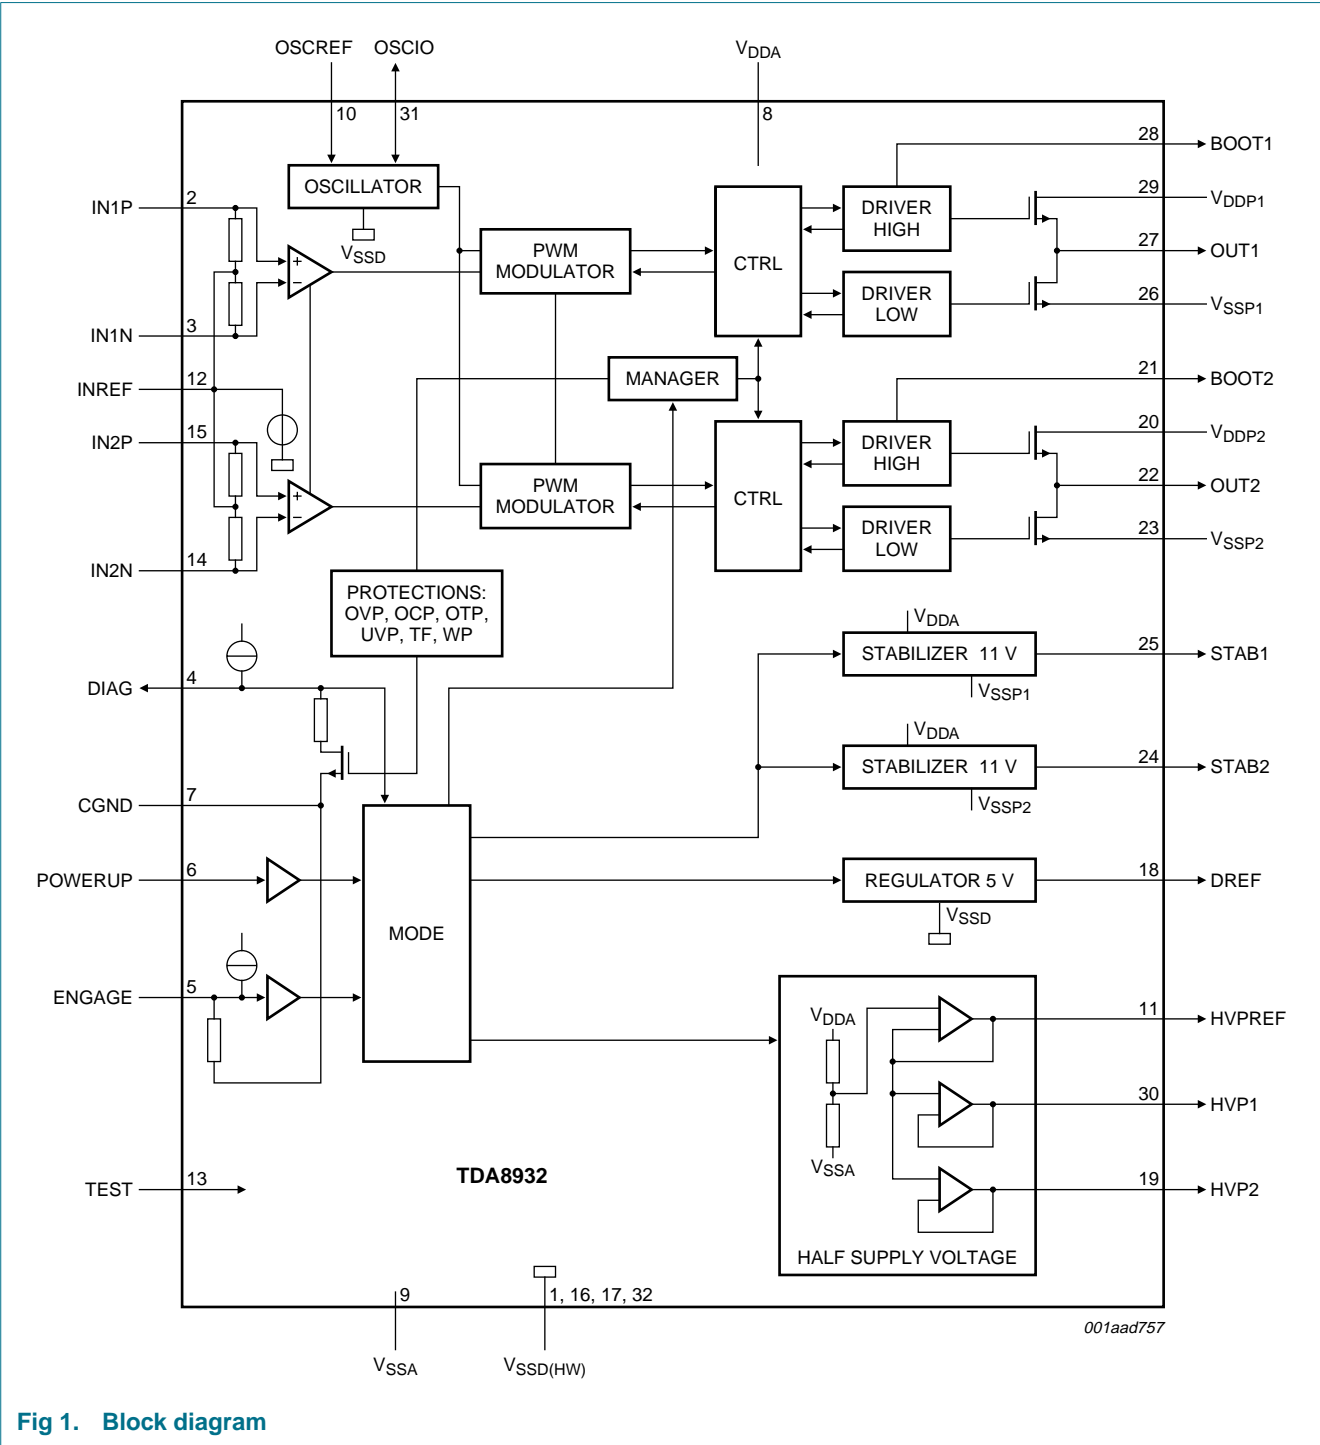 OSCREF OSCIO VDDA
10 31 8
28 BOOT1
OSCILLATOR
IN1P 2
29 VDDP1
DRIVER
HIGH
VSSD
PWM
MODULATOR
CTRL
27 OUT1
+
−
DRIVER
LOW
26 VSSP1
IN1N 3
MANAGER
21 BOOT2
INREF 12
IN2P 15
20 VDDP2
DRIVER
HIGH
PWM
MODULATOR
CTRL
22 OUT2
+
−
DRIVER
LOW
23 VSSP2
IN2N 14
PROTECTIONS:
OVP, OCP, OTP,
UVP, TF, WP
VDDA
STABILIZER 11 V
25 STAB1
VSSP1
DIAG 4
VDDA
STABILIZER 11 V
24 STAB2
VSSP2
CGND 7
POWERUP 6
REGULATOR 5 V
18 DREF
VSSD
MODE
ENGAGE 5
VDDA
11 HVPREF
30 HVP1
VSSA
TDA8932
TEST 13
19 HVP2
HALF SUPPLY VOLTAGE
9 1, 16, 17, 32
001aad757
VSSA VSSD(HW)
Fig 1. Block diagram